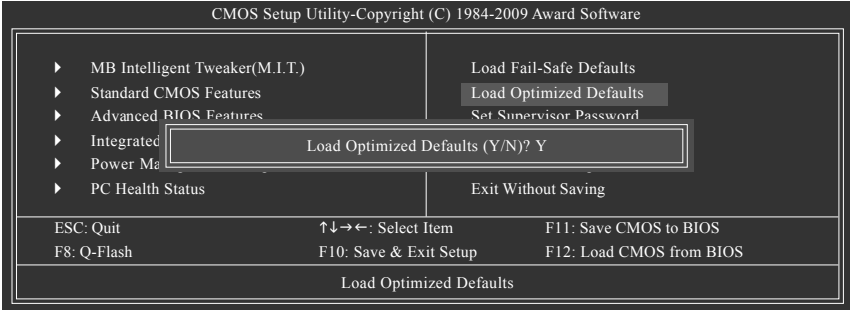 CMOS Setup Utility-Copyright (C) 1984-2009 Award Software
MB Intelligent Tweaker(M.I.T.)
Standard CMOS Features
Advanced BIOS Features
Integrated
Power
PC Health Status
Load Fail-Safe Defaults
Load Optimized Defaults
Set Supervisor Password
Exit Without Saving
Load Optimized Defaults (Y/N)? Y
ESC: Quit
↑↓→←: Select Item
F11: Save CMOS to BIOS
F8: Q-Flash
F10: Save & Exit Setup
F12: Load CMOS from BIOS
Load Optimized Defaults